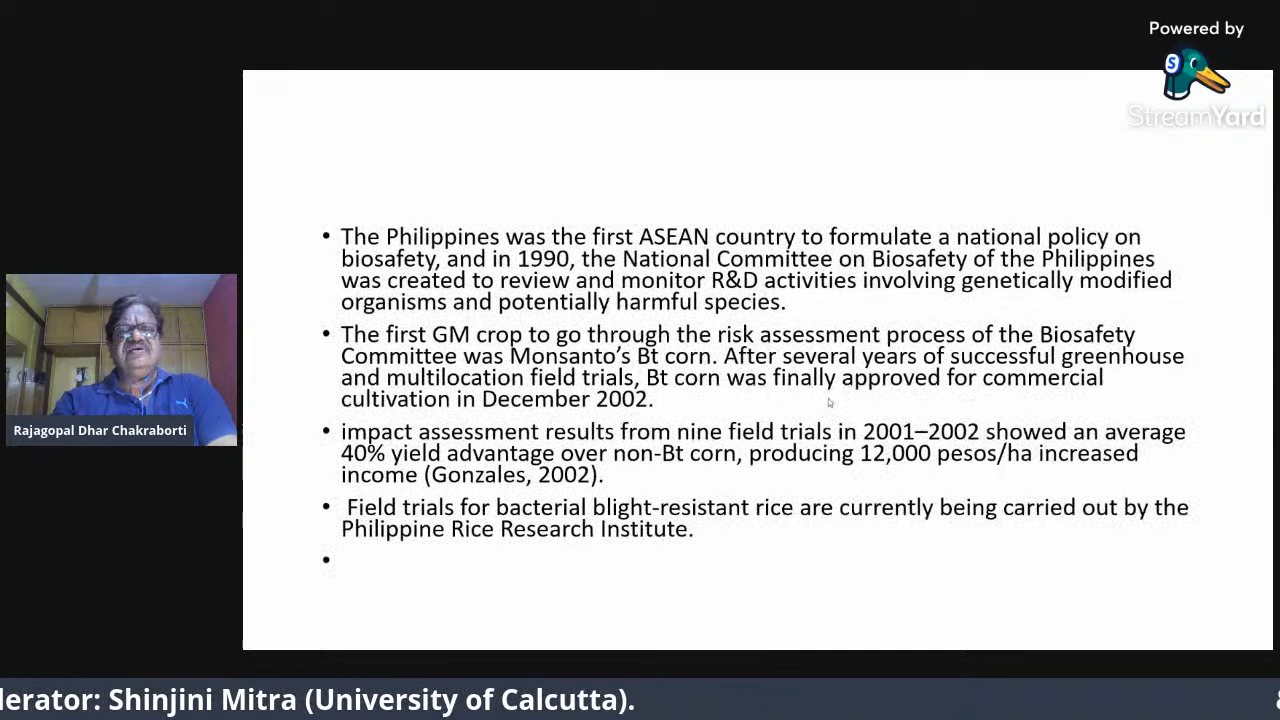 Powered by
S
StreamYard
• The Philippines was the first ASEAN country to formulate a national policy on
biosafety, and in 1990, the National Committee on Biosafety of the Philippines
was created to review and monitor R&D activities involving genetically modified
organisms and potentially harmful species.
• The first GM crop to go through the risk assessment process of the Biosafety
Committee was Monsanto’s Bt corn. After several years of successful greenhouse
and multilocation field trials, Bt corn was finally approved for commercial
cultivation in December 2002.
• impact assessment results from nine field trials in 2001–2002 showed an average
40% yield advantage over non-Bt corn, producing 12,000 pesos/ha increased
income (Gonzales, 2002).
• Field trials for bacterial blight-resistant rice are currently being carried out by the
Philippine Rice Research Institute.
•
Rajagopal Dhar Chakraborti
lerator: Shinjini Mitra (University of Calcutta).